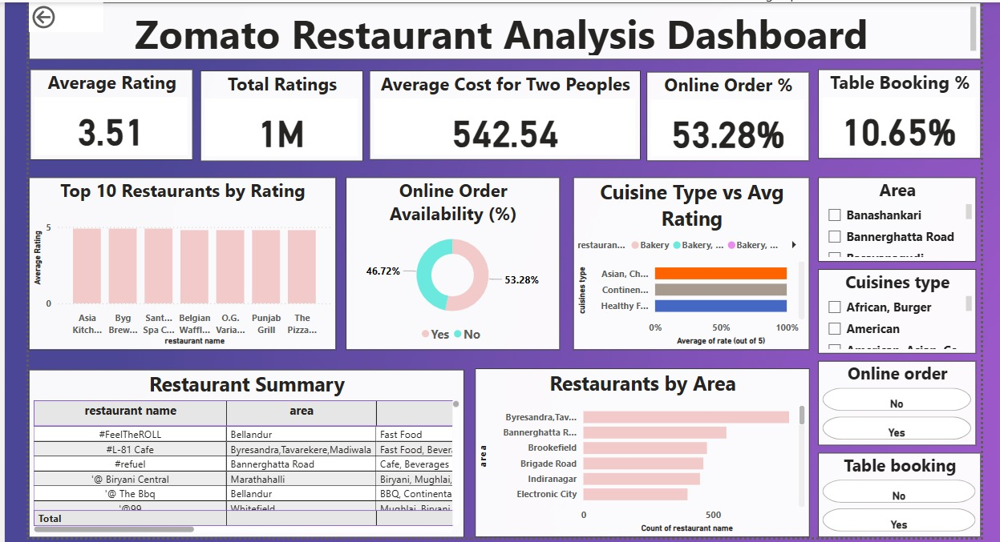 Zomato Restaurant Analysis Dashboard
Average Rating
3.51
Total Ratings
1M
Average Cost for Two Peoples
542.54
Online Order %
53.28%
Table Booking %
10.65%
Top 10 Restaurants by Rating
Average Rating
5
0
Asia Kitch...
Byg Brew...
Sant... Spa C...
Belgian Waffl...
O.G. Varia...
Punjab Grill
The Pizza...
restaurant name
Online Order
Availability (%)
46.72%
53.28%
Yes No
Cuisine Type vs Avg
Rating
restauran... Bakery Bakery, ... Bakery, ...
cuisines type
Asian, Ch...
Continen...
Healthy F...
0% 50% 100%
Average of rate (out of 5)
Area
Banashankari
Bannerghatta Road
Cuisines type
African, Burger
American
Restaurant Summary
restaurant name area
#FeelTheROLL Bellandur Fast Food
#L-81 Cafe Byresandra,Tavarekere,Madiwala Fast Food, Bever
#refuel Bannerghatta Road Cafe, Beverages
'@ Biryani Central Marathahalli Biryani, Mughlai,
'@ The Bbq Bellandur BBQ, Continenta
'@99 Whitefield Mughlai, Biryani
Total
Restaurants by Area
area
Byresandra,Tav...
Bannerghatta R...
Brookefield
Brigade Road
Indiranagar
Electronic City
0 500
Count of restaurant name
Online order
No
Yes
Table booking
No
Yes